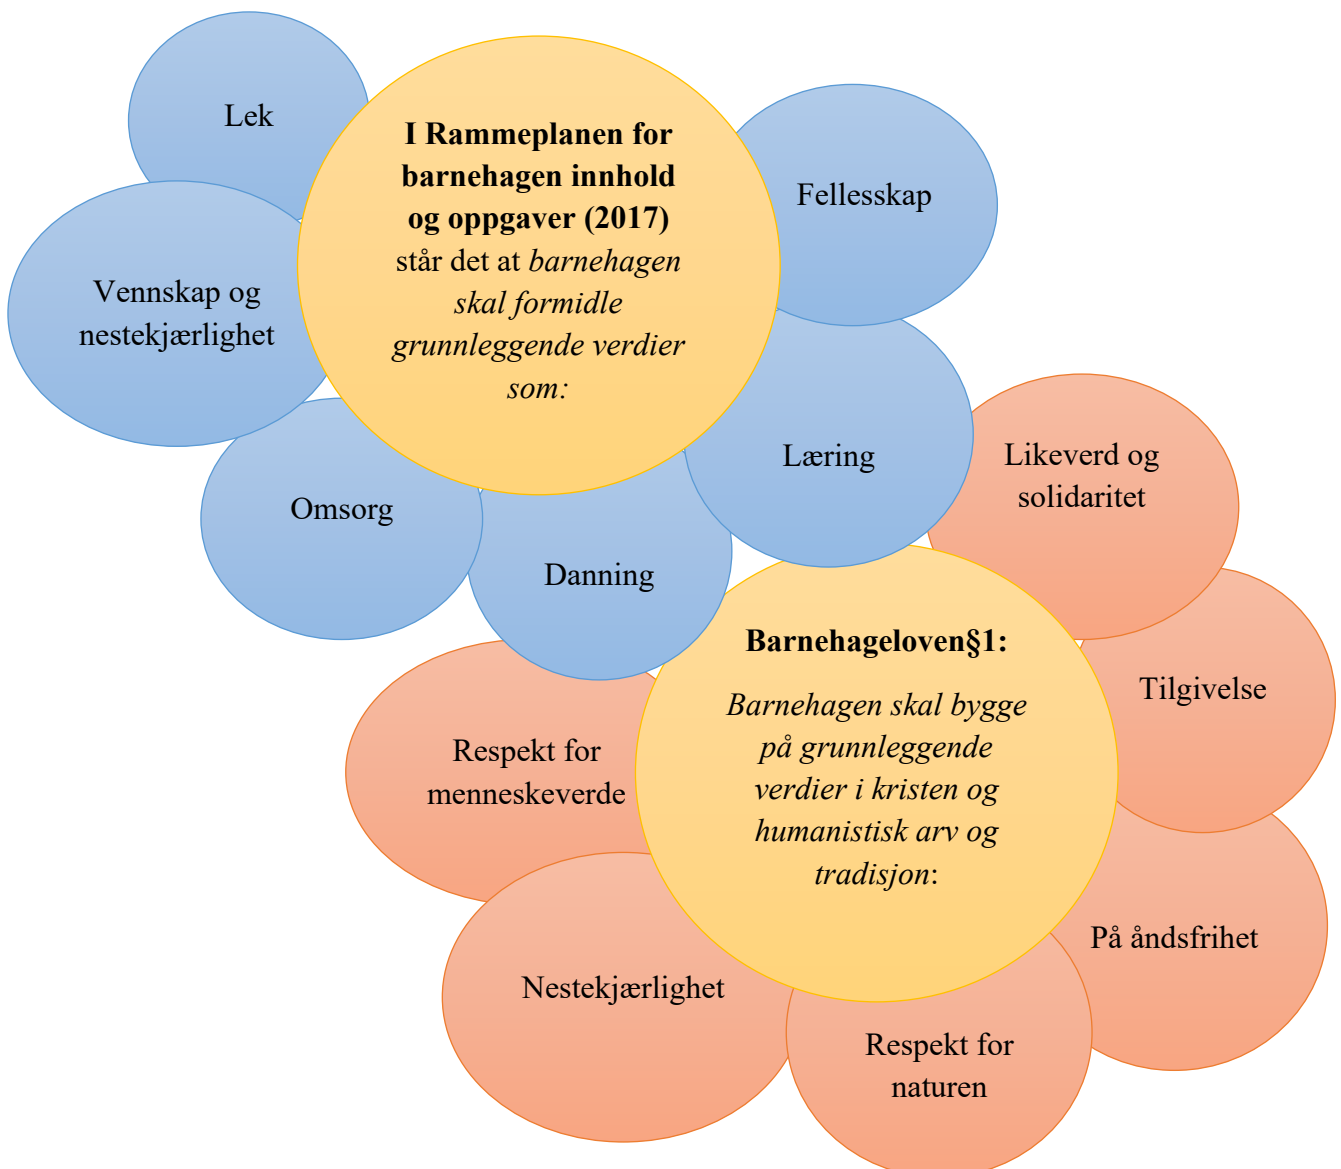 Lek
I Rammeplanen for
barnehagen innhold
og oppgaver (2017)
står det at barnehagen
skal formidle
grunnleggende verdier
som:
Fellesskap
Vennskap og
nestekjærlighet
Læring
Omsorg
Danning
Likeverd og
solidaritet
Barnehageloven§1:
Barnehagen skal bygge
på grunnleggende
verdier i kristen og
humanistisk arv og
tradisjon:
Tilgivelse
Respekt for
menneskeverde
På åndsfrihet
Nestekjærlighet
Respekt for
naturen